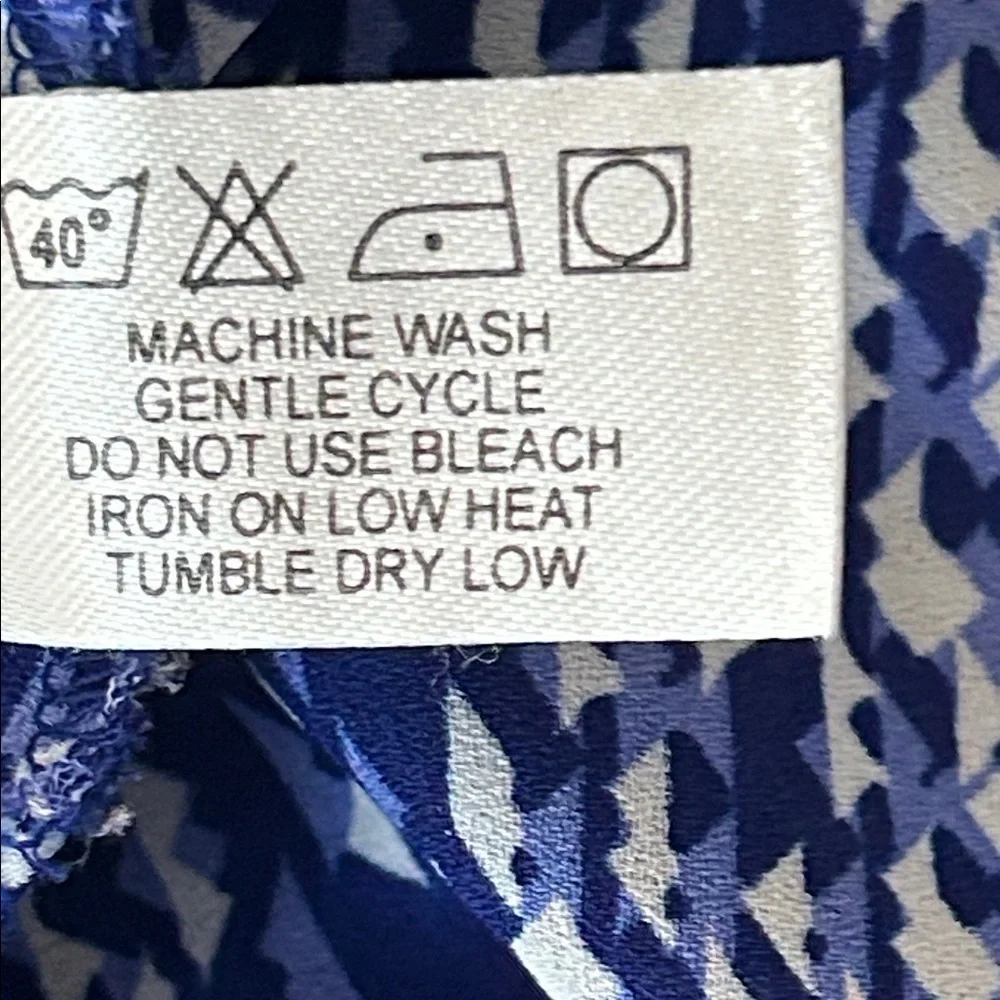 40°
MACHINE WASH
GENTLE CYCLE
DO NOT USE BLEACH
IRON ON LOW HEAT
TUMBLE DRY LOW